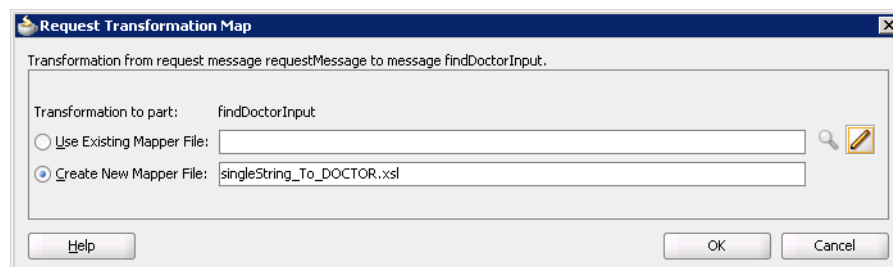 Request Transformation Map
Transformation from request message requestMessage to message findDoctorInput.
Transformation to part: findDoctorInput
Use Existing Mapper File:
Create New Mapper File: singleString_To_DOCTOR.xsl
Help OK Cancel